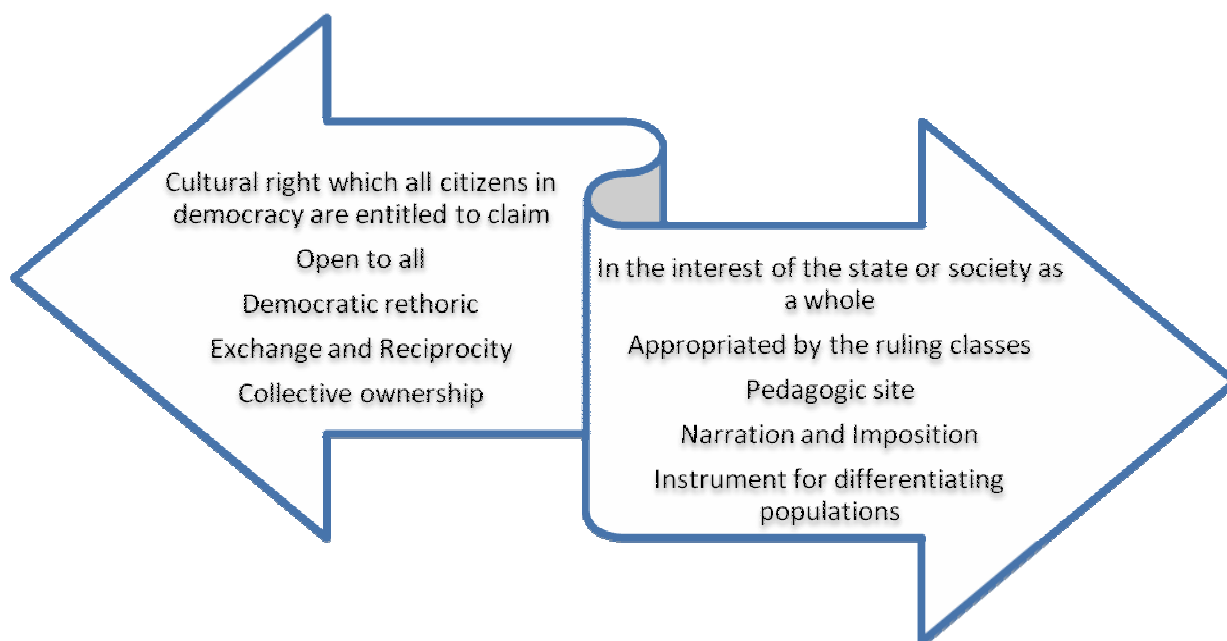 Cultural right which all citizens in
democracy are entitled to claim
Open to all
Democratic rethoric
Exchange and Reciprocity
Collective ownership
In the interest of the state or society as
a whole
Appropriated by the ruling classes
Pedagogic site
Narration and Imposition
Instrument for differentiating
populations